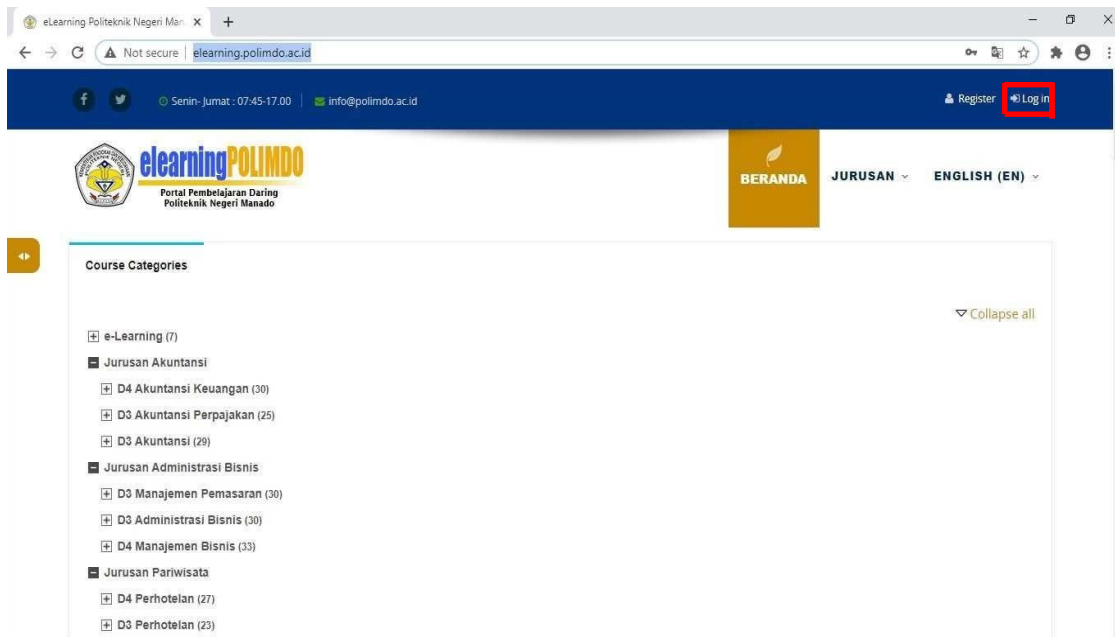 eLearning Politeknik Negeri Man
Not secure | elearning.polimdo.ac.id
Senin- Jumat : 07:45-17.00 | info@polimdo.ac.id
Register Log in
elearningPOLIMDO
Portal Pembelajaran Daring
Politeknik Negeri Manado
BERANDA JURUSAN ENGLISH (EN)
Course Categories
Collapse all
e-Learning (7)
Jurusan Akuntansi
D4 Akuntansi Keuangan (30)
D3 Akuntansi Perpajakan (25)
D3 Akuntansi (29)
Jurusan Administrasi Bisnis
D3 Manajemen Pemasaran (30)
D3 Administrasi Bisnis (30)
D4 Manajemen Bisnis (33)
Jurusan Pariwisata
D4 Perhotelan (27)
D3 Perhotelan (23)